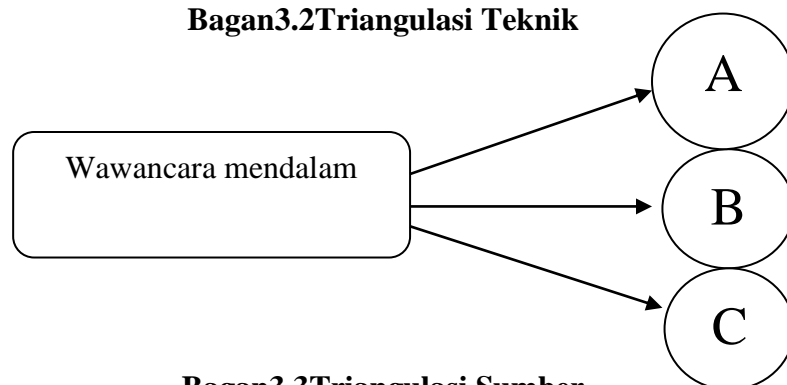 Bagan3.2Triangulasi Teknik
A
Wawancara mendalam
B
C
Bagan3.3Triangulasi Sumber